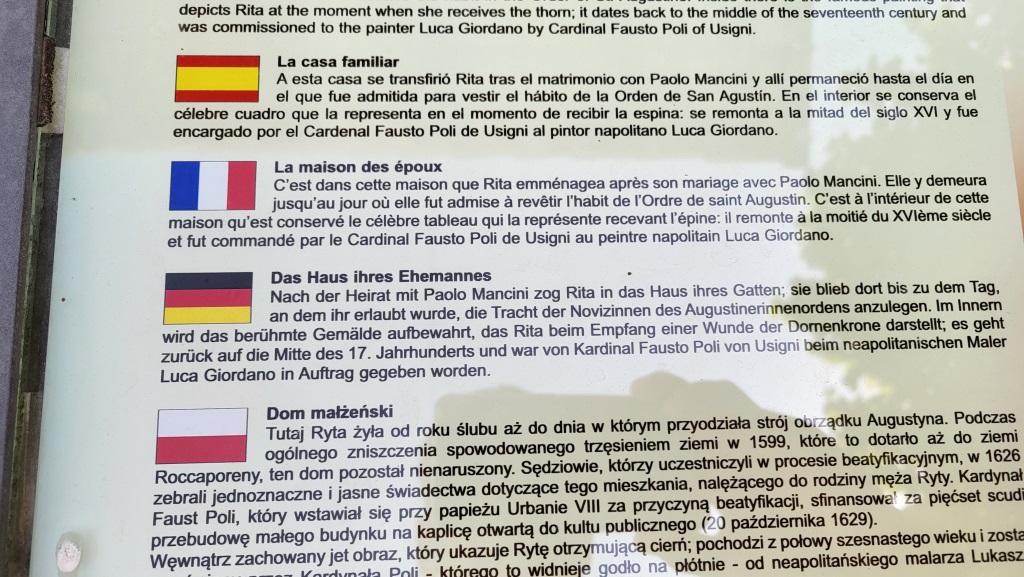 depicts Rita at the moment when she receives the thorn; it dates back to the middle of the seventeenth century and
was commissioned to the painter Luca Giordano by Cardinal Fausto Poli of Usigni.
La casa familiar
A esta casa se transfirió Rita tras el matrimonio con Paolo Mancini y allí permaneció hasta el día en
el que fue admitida para vestir el hábito de la Orden de San Agustín. En el interior se conserva el
célebre cuadro que la representa en el momento de recibir la espina: se remonta a la mitad del siglo XVI y fue
encargado por el Cardenal Fausto Poli de Usigni al pintor napolitano Luca Giordano.
La maison des époux
C'est dans cette maison que Rita emménagea après son mariage avec Paolo Mancini. Elle y demeura
jusqu'au jour où elle fut admise à revêtir l'habit de l'Ordre de saint Augustin. C'est à l'intérieur de cette
maison qu'est conservé le célèbre tableau qui la représente recevant l'épine: il remonte à la moitié du XVIème siècle
et fut commandé par le Cardinal Fausto Poli de Usigni au peintre napolitain Luca Giordano.
Das Haus ihres Ehemannes
Nach der Heirat mit Paolo Mancini zog Rita in das Haus ihres Gatten; sie blieb dort bis zu dem Tag,
an dem ihr erlaubt wurde, die Tracht der Novizinnen des Augustinerinnenordens anzulegen. Im Innern
wird das berühmte Gemälde aufbewahrt, das Rita beim Empfang einer Wunde der Dornenkrone darstellt; es geht
zurück auf die Mitte des 17. Jahrhunderts und war von Kardinal Fausto Poli von Usigni beim neapolitanischen Maler
Luca Giordano in Auftrag gegeben worden.
Dom małżeński
Tutaj Ryta żyła od roku ślubu aż do dnia w którym przyodziała strój obrządku Augustyna. Podczas
ogólnego zniszczenia spowodowanego trzęsieniem ziemi w 1599, które to dotarło aż do ziemi
Roccaporeny, ten dom pozostał nienaruszony. Sędziowie, którzy uczestniczyli w procesie beatyfikacyjnym, w 1626
zebrali jednoznaczne i jasne świadectwa dotyczące tego mieszkania, należącego do rodziny męża Ryty. Kardynał
Faust Poli, który wstawiał się przy papieżu Urbanie VIII za przyczyną beatyfikacji, sfinansował za pięćset scudi
przebudowę małego budynku na kaplicę otwartą do kultu publicznego (20 października 1629).
Wewnątrz zachowany jet obraz, który ukazuje Rytę otrzymującą cierń; pochodzi z połowy szesnastego wieku i
Kardynała Poli - którego to widnieje godło na płótnie - od neapolitańskiego malarza Lukasz